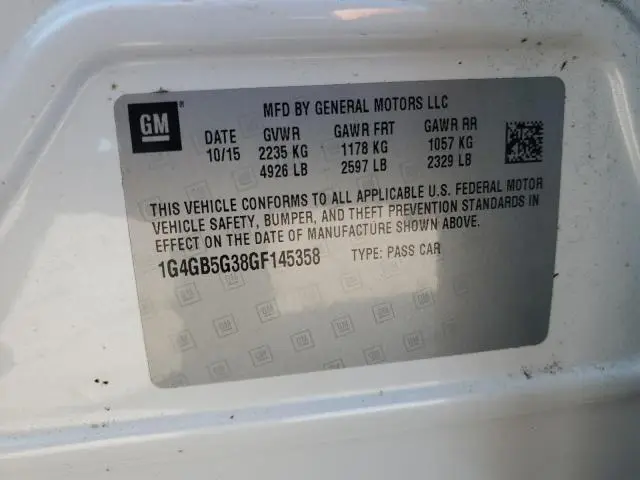 GM
MFD BY GENERAL MOTORS LLC
DATE GVWR GAWR FRT GAWR RR
10/15 2235 KG 1178 KG 1057 KG
4926 LB 2597 LB 2329 LB
THIS VEHICLE CONFORMS TO ALL APPLICABLE U.S. FEDERAL MOTOR
VEHICLE SAFETY, BUMPER, AND THEFT PREVENTION STANDARDS IN
EFFECT ON THE DATE OF MANUFACTURE SHOWN ABOVE.
1G4GB5G38GF145358 TYPE: PASS CAR